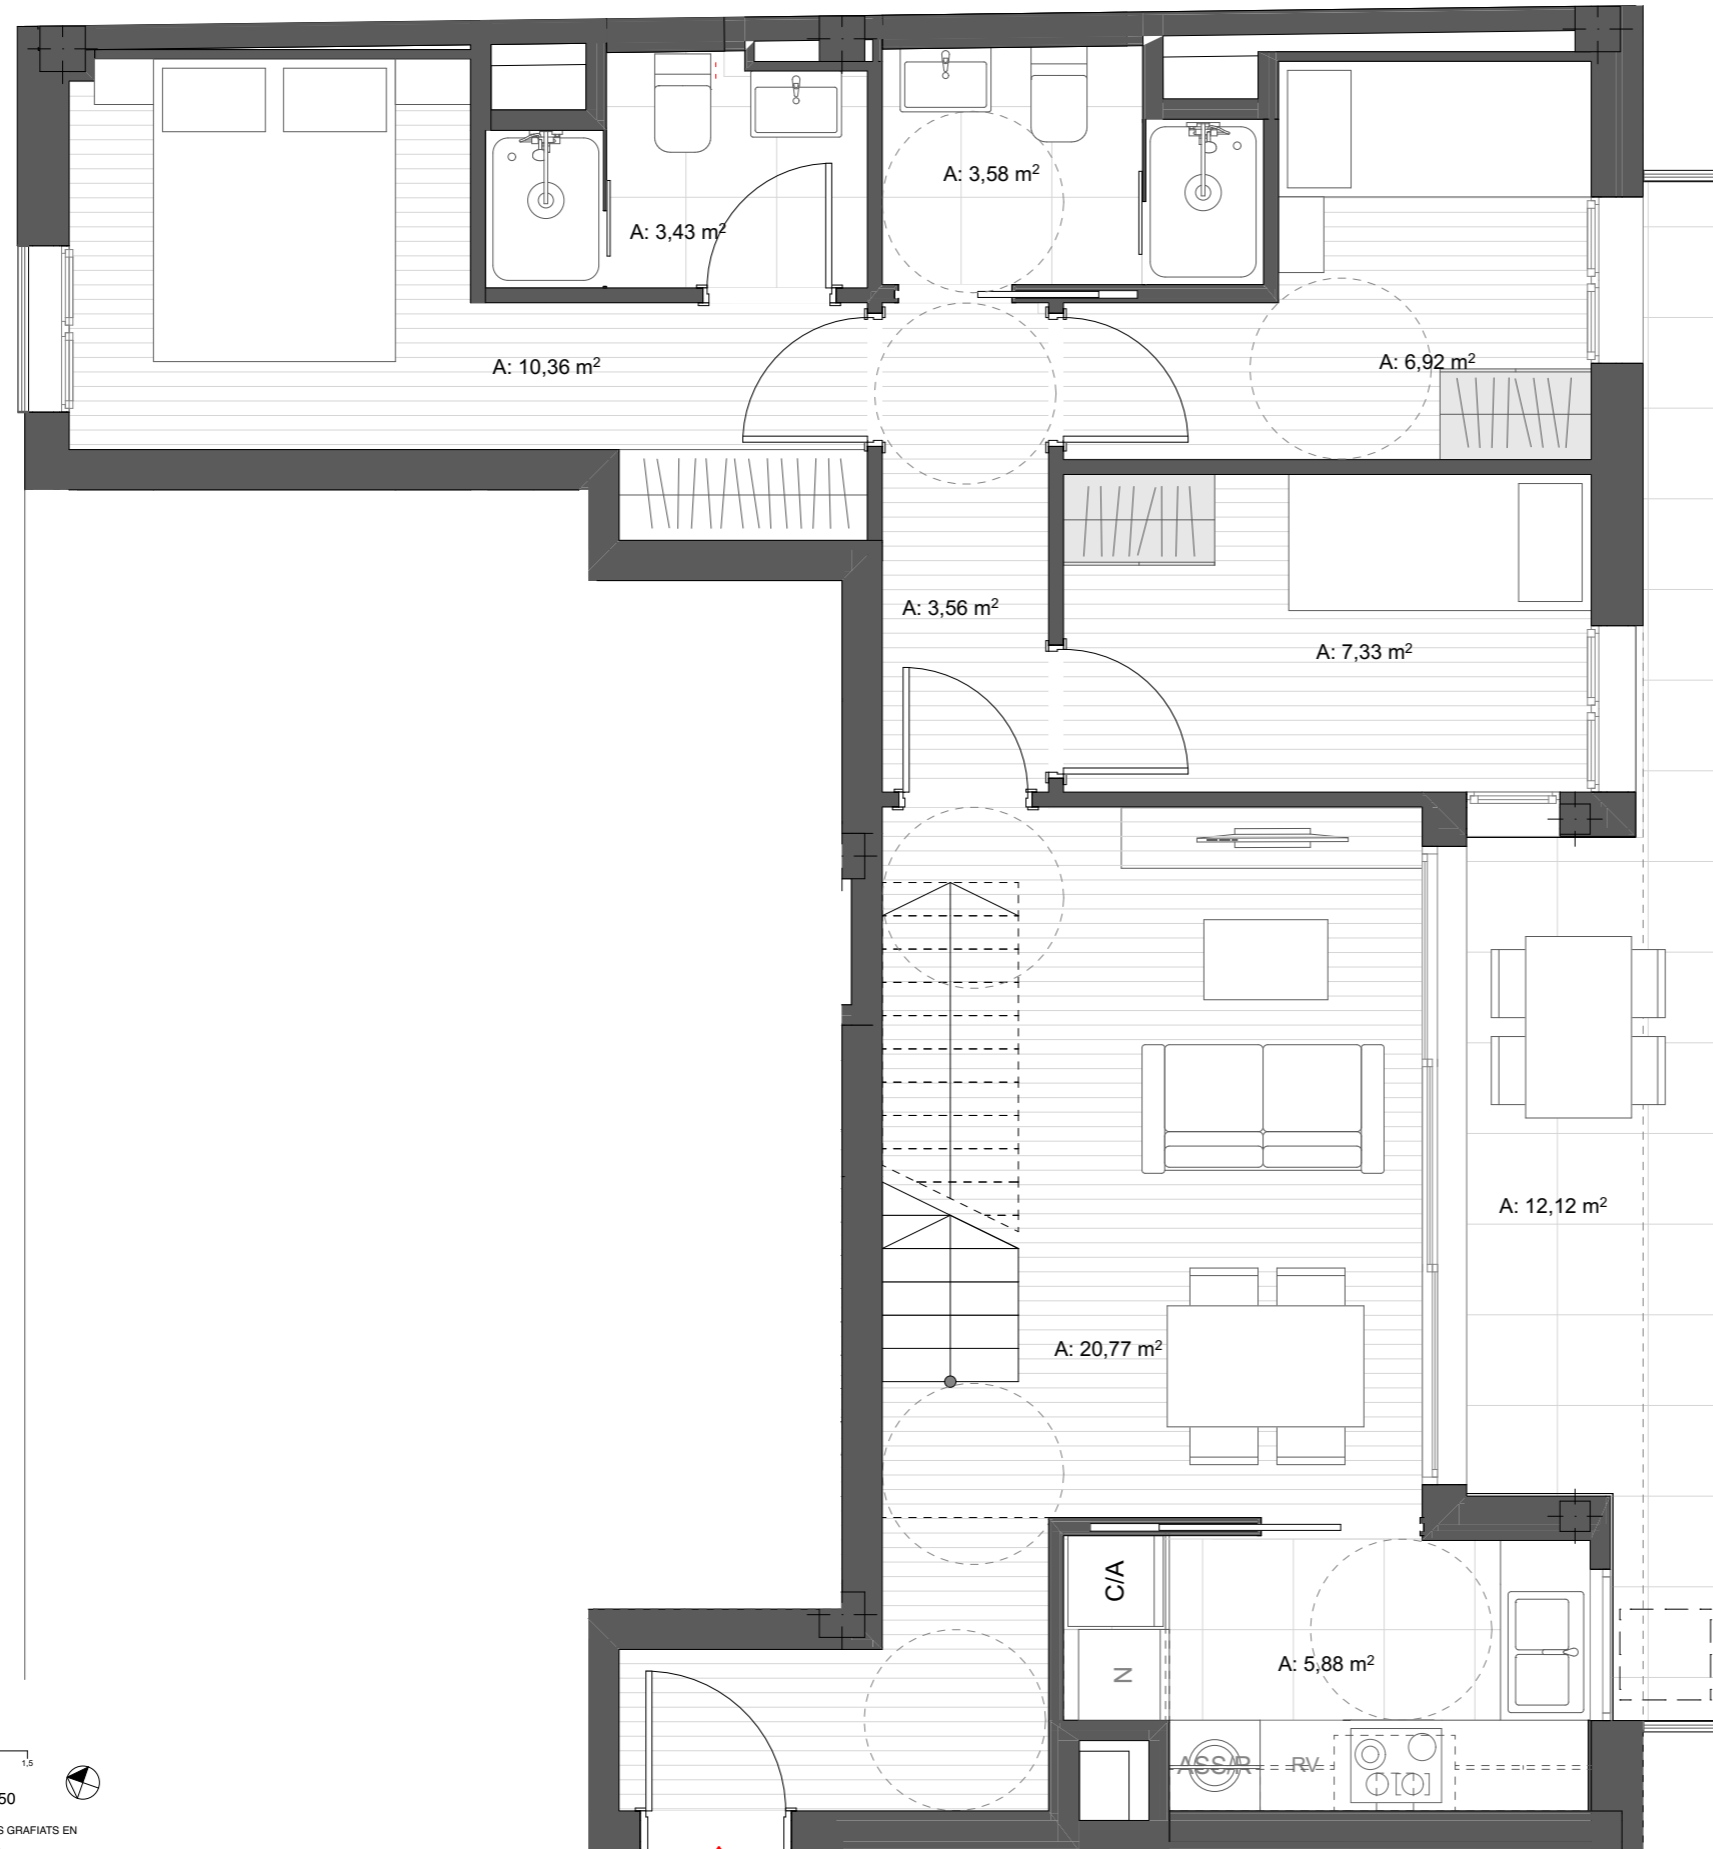 A: 3,58 m²
A: 3,43 m²
A: 10,36 m²
A: 6,92 m²
A: 3,56 m²
A: 7,33 m²
A: 12,12 m²
A: 20,77 m²
C/A
N
A: 5,88 m²
ASS/R RV
1,5
50
S GRAFIATS EN